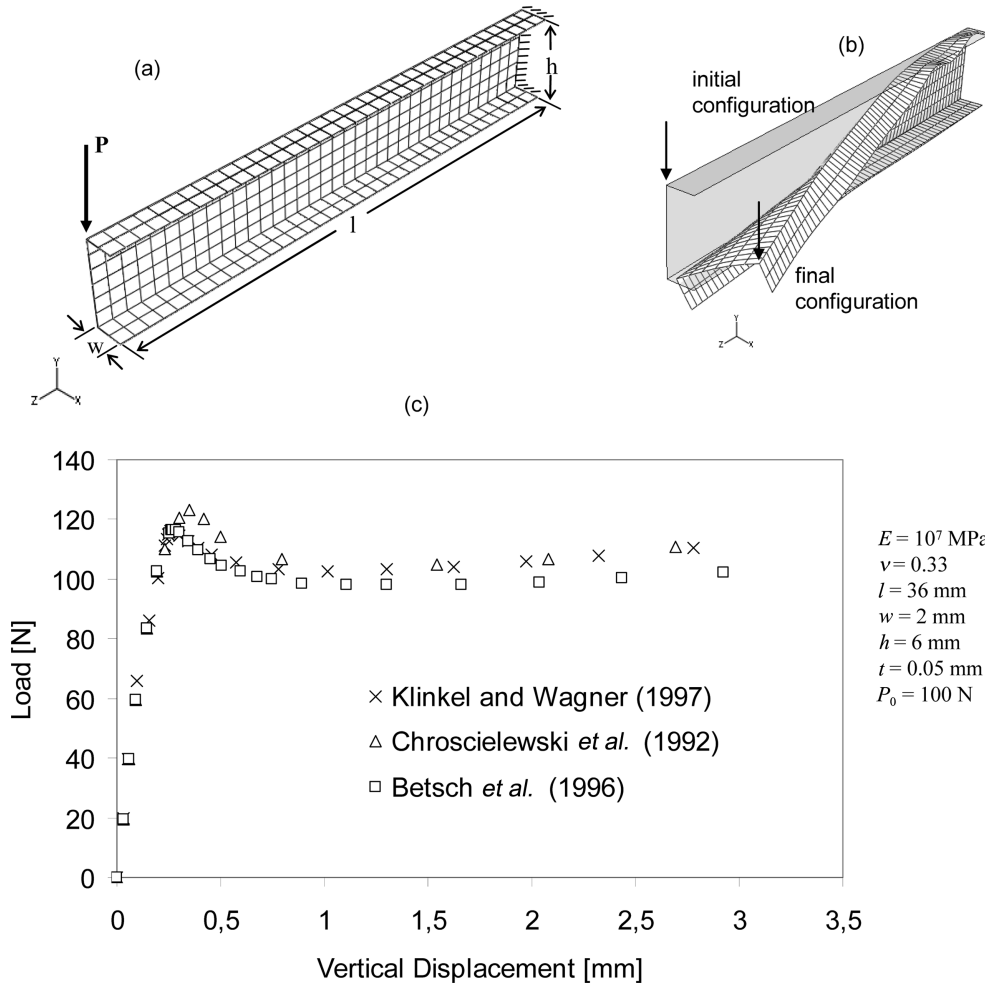 (a)
P
h
l
w
Y
Z
X
(b)
initial
configuration
final
configuration
Y
Z
X
(c)
140
120
100
80
60
40
20
0
Load [N]
0
0,5
1
1,5
2
2,5
3
3,5
Vertical Displacement [mm]
Klinkel and Wagner (1997)
Chroscielewski et al. (1992)
Betsch et al. (1996)
E = 10⁷ MPa
ν = 0.33
l = 36 mm
w = 2 mm
h = 6 mm
t = 0.05 mm
P₀ = 100 N